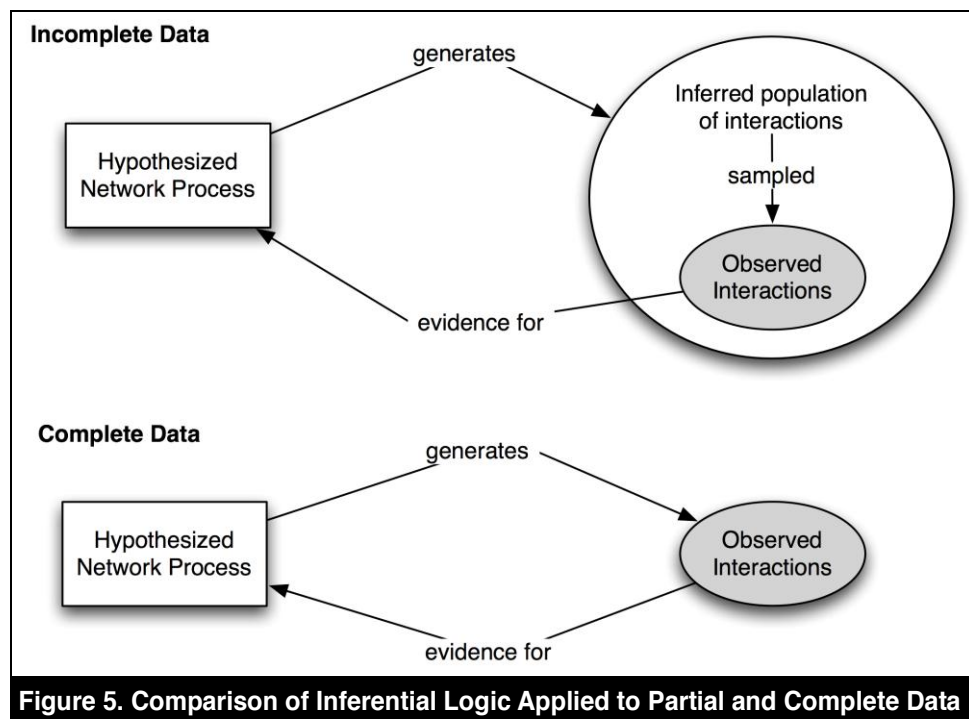 Incomplete Data
generates
Inferred population
of interactions
Hypothesized
Network Process
sampled
Observed
Interactions
evidence for
Complete Data
generates
Hypothesized
Network Process
Observed
Interactions
evidence for
Figure 5. Comparison of Inferential Logic Applied to Partial and Complete Data